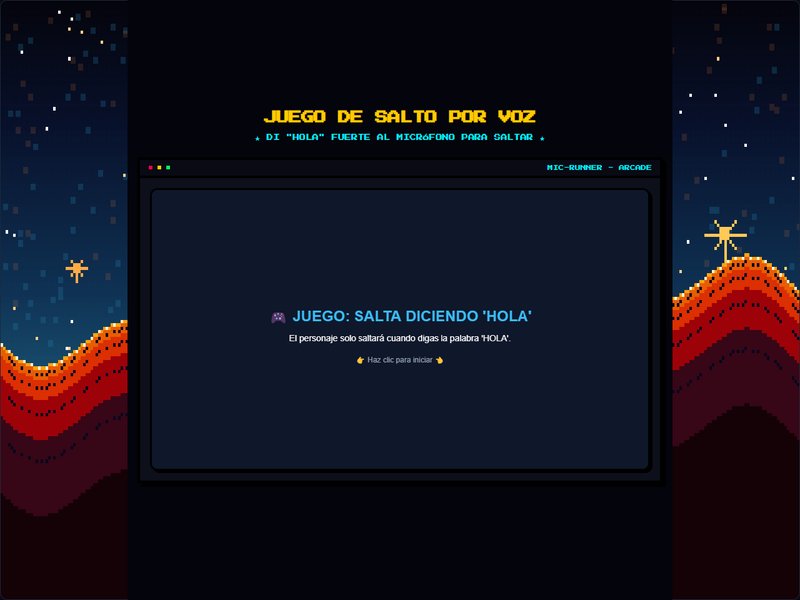 JUEGO DE SALTO POR VOZ
★ DI "HOLA" FUERTE AL MICRóFONO PARA SALTAR ★
MIC-RUNNER - ARCADE
🎮 JUEGO: SALTA DICIENDO 'HOLA'
El personaje solo saltará cuando digas la palabra 'HOLA'.
👉 Haz clic para iniciar 👈